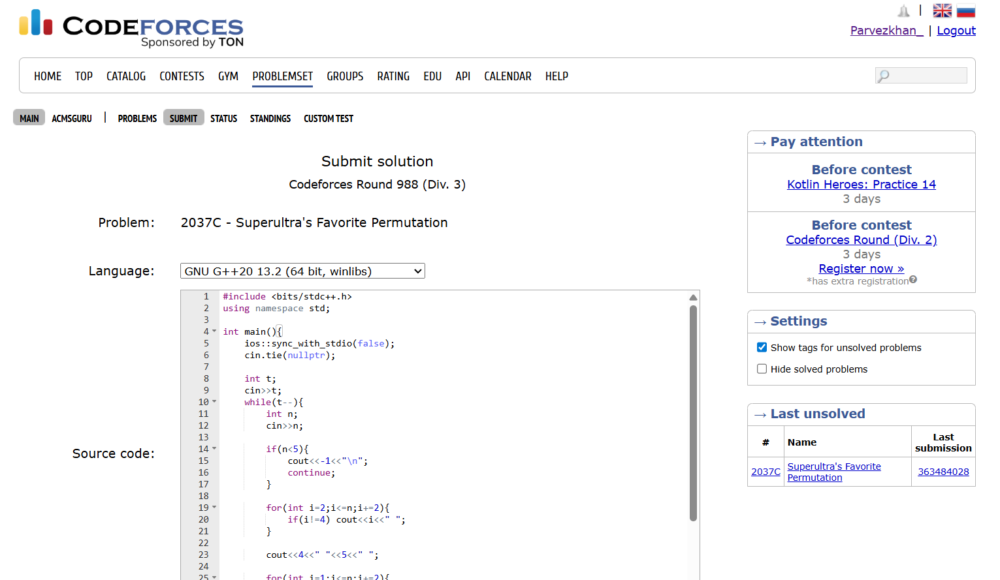 CODEFORCES
Sponsored by TON
|
Parvezkhan_ | Logout
HOME TOP CATALOG CONTESTS GYM PROBLEMSET GROUPS RATING EDU API CALENDAR HELP
MAIN ACMSGURU | PROBLEMS SUBMIT STATUS STANDINGS CUSTOM TEST
Submit solution
Codeforces Round 988 (Div. 3)
Problem: 2037C - Superultra's Favorite Permutation
Language: GNU G++20 13.2 (64 bit, winlibs)
Source code:
1 #include <bits/stdc++.h>
2 using namespace std;
3
4 int main(){
5     ios::sync_with_stdio(false);
6     cin.tie(nullptr);
7
8     int t;
9     cin>>t;
10     while(t--){
11         int n;
12         cin>>n;
13
14         if(n<5){
15             cout<<-1<<"\n";
16             continue;
17         }
18
19         for(int i=2;i<=n;i+=2){
20             if(i!=4) cout<<i<<" ";
21         }
22
23         cout<<4<<" "<<5<<" ";
24
25         for(int i=1;i<=n;i+=2){
→ Pay attention
Before contest
Kotlin Heroes: Practice 14
3 days
Before contest
Codeforces Round (Div. 2)
3 days
Register now »
*has extra registration?
→ Settings
Show tags for unsolved problems
Hide solved problems
→ Last unsolved
# Name Last submission
2037C Superultra's Favorite Permutation 363484028